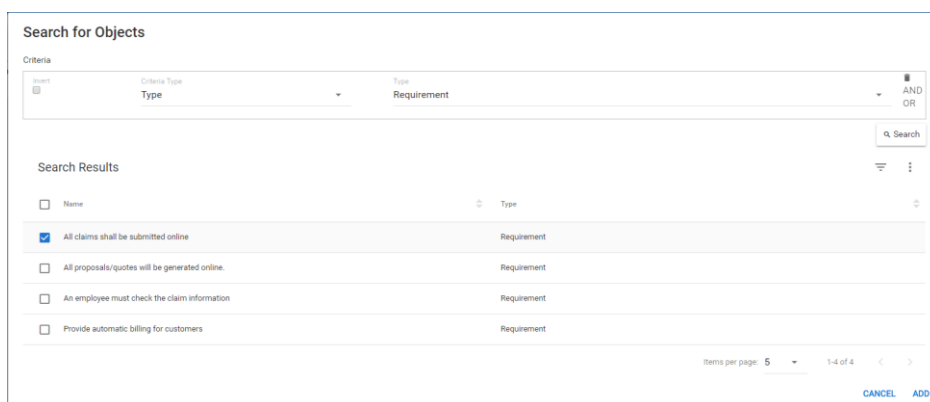 Search for Objects
Criteria
Invert Criteria Type Type
Type Requirement AND
OR
Search
Search Results
Name Type
All claims shall be submitted online Requirement
All proposals/quotes will be generated online. Requirement
An employee must check the claim information Requirement
Provide automatic billing for customers Requirement
Items per page: 5 1-4 of 4
CANCEL ADD